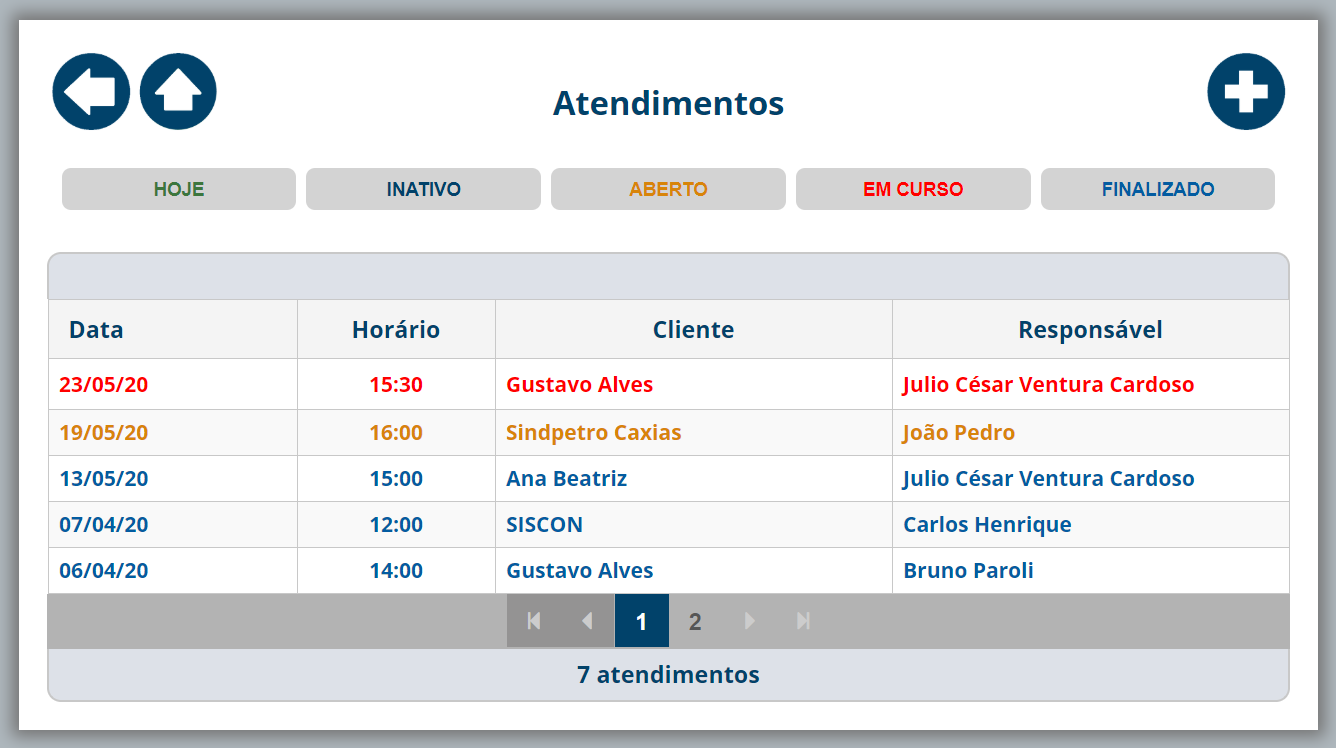 Atendimentos
HOJE INATIVO ABERTO EM CURSO FINALIZADO
Data Horário Cliente Responsável
23/05/20 15:30 Gustavo Alves Julio César Ventura Cardoso
19/05/20 16:00 Sindpetro Caxias João Pedro
13/05/20 15:00 Ana Beatriz Julio César Ventura Cardoso
07/04/20 12:00 SISCON Carlos Henrique
06/04/20 14:00 Gustavo Alves Bruno Paroli
1 2
7 atendimentos